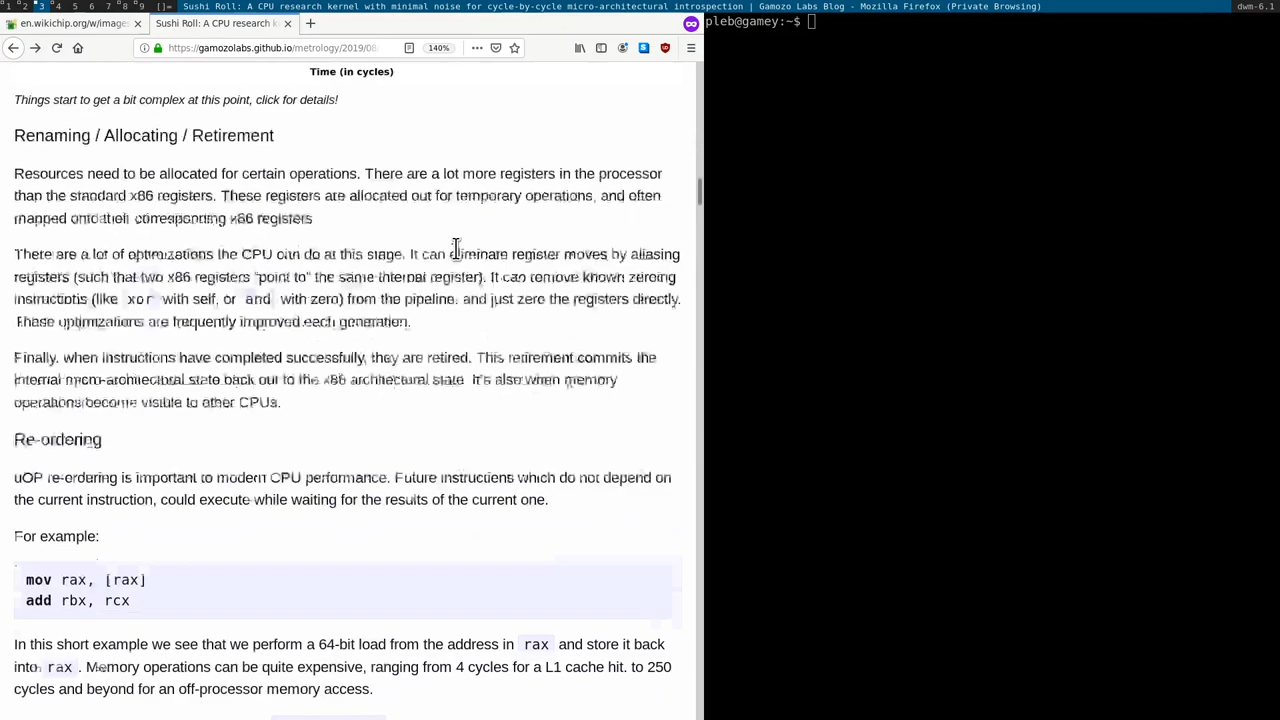 1 2 3 4 5 6 7 8 9 []= Sushi Roll: A CPU research kernel with minimal noise for cycle-by-cycle micro-architectural introspection | Gamozo Labs Blog - Mozilla Firefox (Private Browsing) dwm-6.1
en.wikichip.org/w/images × Sushi Roll: A CPU research k × +
https://gamozolabs.github.io/metrology/2019/08 140%
pleb@gamey:~$
Time (in cycles)
Things start to get a bit complex at this point, click for details!
Renaming / Allocating / Retirement
Resources need to be allocated for certain operations. There are a lot more registers in the processor
than the standard x86 registers. These registers are allocated out for temporary operations, and often
mapped onto their corresponding x86 registers.
There are a lot of optimizations the CPU can do at this stage. It can eliminate register moves by aliasing
registers (such that two x86 registers "point to" the same internal register). It can remove known zeroing
instructions (like xor with self, or and with zero) from the pipeline, and just zero the registers directly.
These optimizations are frequently improved each generation.
Finally, when instructions have completed successfully, they are retired. This retirement commits the
internal micro-architectural state back out to the x86 architectural state. It's also when memory
operations become visible to other CPUs.
Re-ordering
uOP re-ordering is important to modern CPU performance. Future instructions which do not depend on
the current instruction, could execute while waiting for the results of the current one.
For example:
mov rax, [rax]
add rbx, rcx
In this short example we see that we perform a 64-bit load from the address in rax and store it back
into rax. Memory operations can be quite expensive, ranging from 4 cycles for a L1 cache hit, to 250
cycles and beyond for an off-processor memory access.